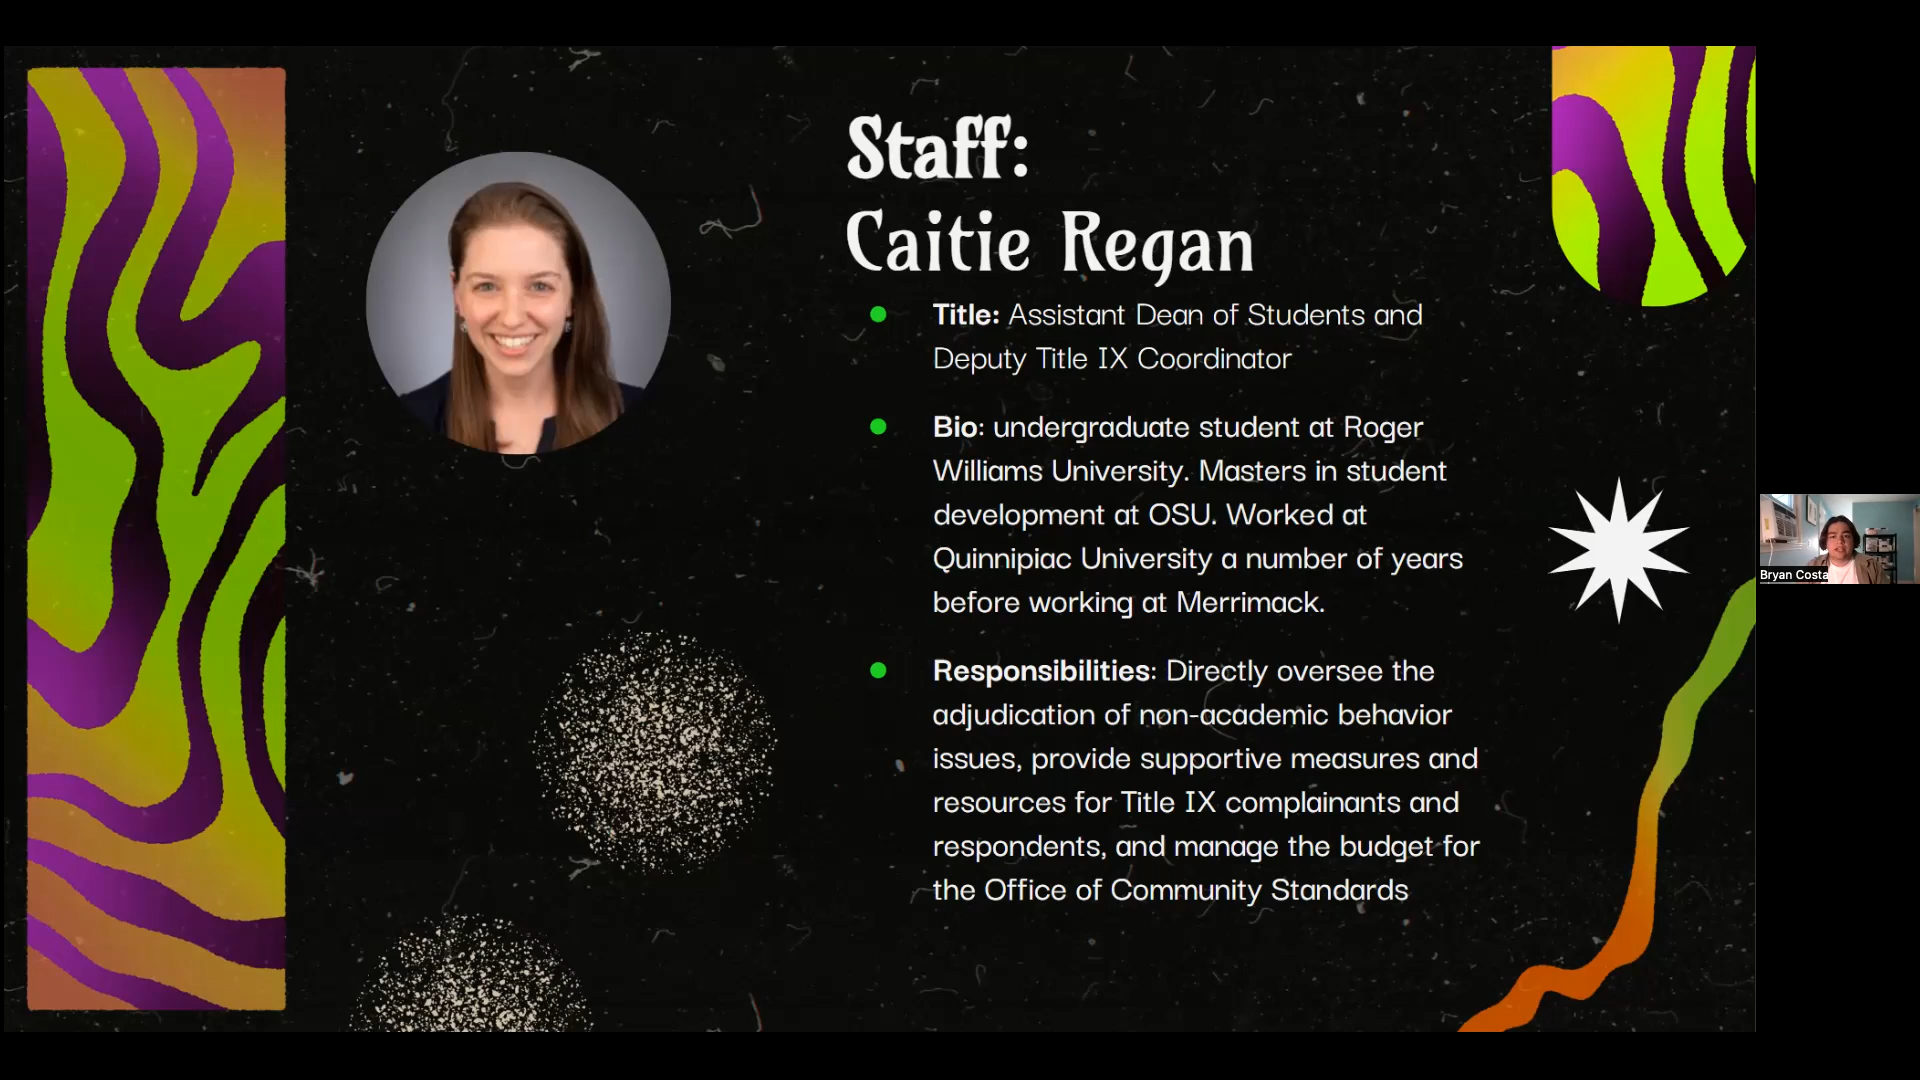 Staff:
Caitie Regan
Title: Assistant Dean of Students and
Deputy Title IX Coordinator
Bio: undergraduate student at Roger
Williams University. Masters in student
development at OSU. Worked at
Quinnipiac University a number of years
before working at Merrimack.
Responsibilities: Directly oversee the
adjudication of non-academic behavior
issues, provide supportive measures and
resources for Title IX complainants and
respondents, and manage the budget for
the Office of Community Standards
Bryan Costa